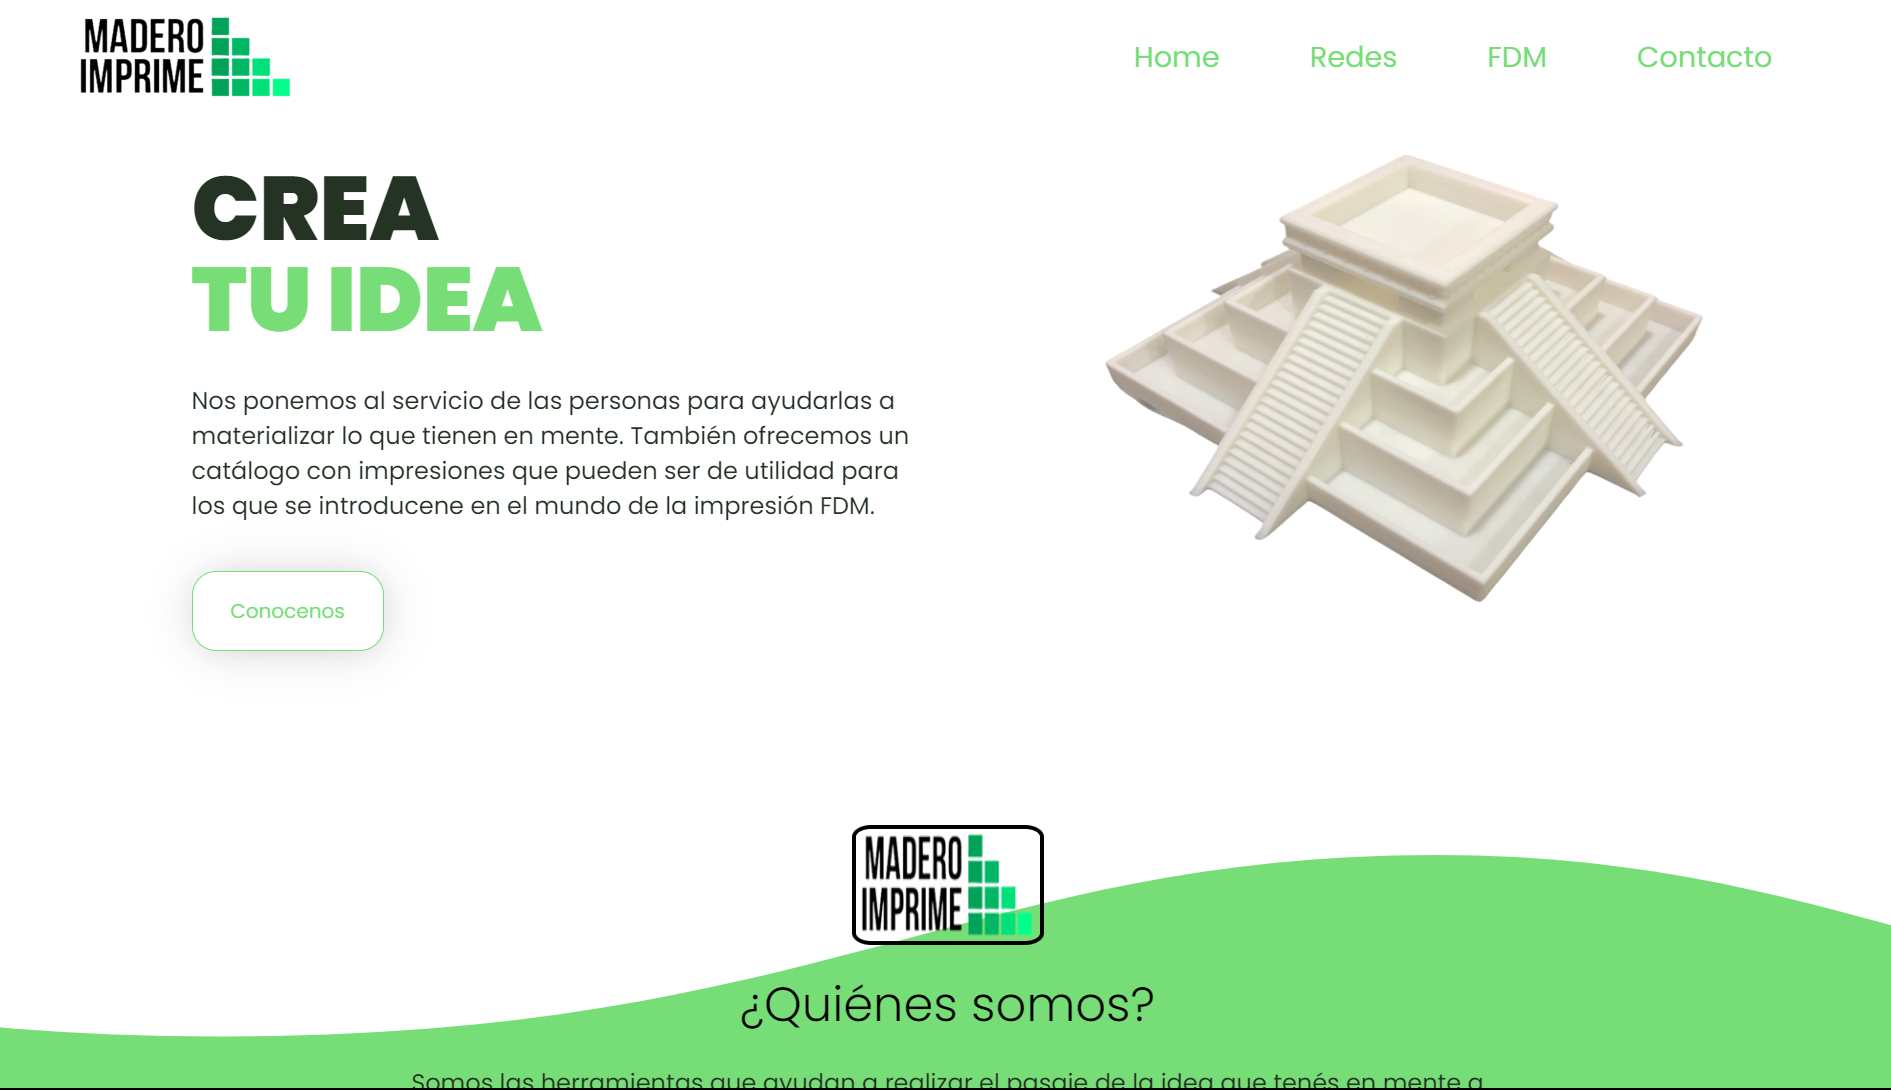 MADERO
IMPRIME
Home Redes FDM Contacto
CREA
TU IDEA
Nos ponemos al servicio de las personas para ayudarlas a
materializar lo que tienen en mente. También ofrecemos un
catálogo con impresiones que pueden ser de utilidad para
los que se introducene en el mundo de la impresión FDM.
Conocenos
MADERO
IMPRIME
¿Quiénes somos?
Somos las herramientas que ayudan a realizar el pasaje de la idea que tenés en mente a